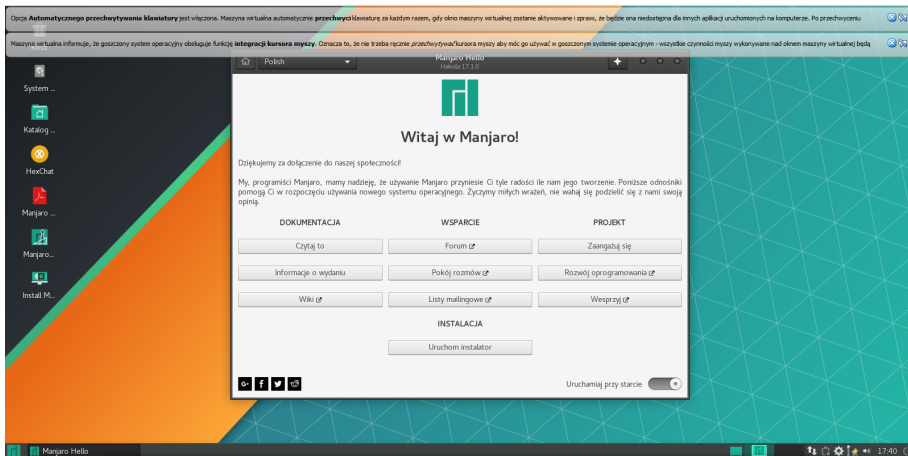 Opcja Automatycznego przechwytywania klawiatury jest włączona. Maszyna wirtualna automatycznie przechwyci klawiaturę za każdym razem, gdy okno maszyny wirtualnej zostanie aktywowane i sprawi, że będzie ona niedostępna dla innych aplikacji uruchomionych na komputerze. Po przechwyceniu
Maszyna wirtualna informuje, że goszczony system operacyjny obsługuje funkcję integracji kursora myszy. Oznacza to, że nie trzeba ręcznie przechwytywać kursora myszy aby móc go używać w goszczonym systemie operacyjnym - wszystkie czynności myszy wykonywane nad oknem maszyny wirtualnej będą
Polish
Manjaro Hello
Hakoila 17.1.0
System ...
Katalog ...
HexChat
Manjaro ...
Manjaro...
Install M...
Witaj w Manjaro!
Dziękujemy za dołączenie do naszej społeczności!
My, programiści Manjaro, mamy nadzieję, że używanie Manjaro przyniesie Ci tyle radości ile nam jego tworzenie. Poniższe odnośniki
pomogą Ci w rozpoczęciu używania nowego systemu operacyjnego. Życzymy miłych wrażeń, nie wahaj się podzielić się z nami swoją
opinią.
DOKUMENTACJA WSPARCIE PROJEKT
Czytaj to Forum Zaangażuj się
Informacje o wydaniu Pokój rozmów Rozwój oprogramowania
Wiki Listy mailingowe Wesprzyj
INSTALACJA
Uruchom instalator
Uruchamiaj przy starcie
Manjaro Hello
17:40